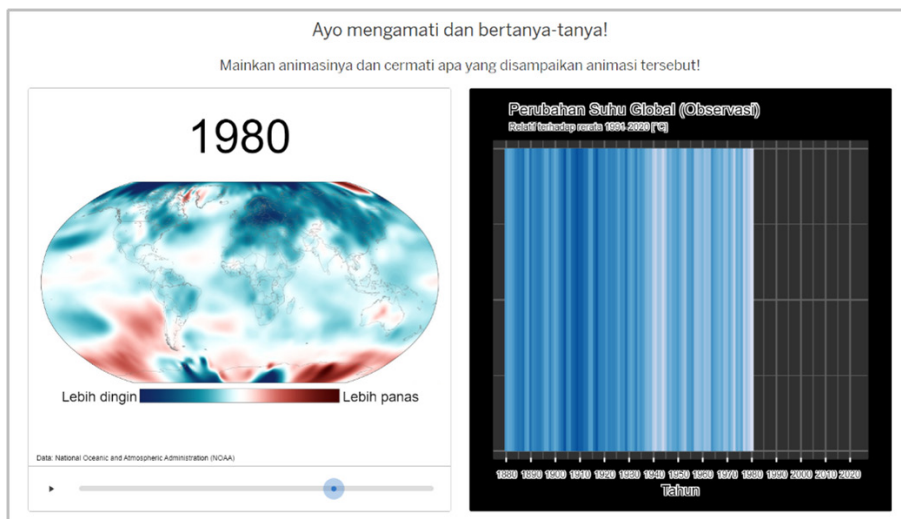 Ayo mengamati dan bertanya-tanya!
Mainkan animasinya dan cermati apa yang disampaikan animasi tersebut!
1980
Lebih dingin
Lebih panas
Data: National Oceanic and Atmospheric Administration (NOAA)
Perubahan Suhu Global (Observasi)
Relatif terhadap rerata 1991-2020 [°C]
1880 1890 1900 1910 1920 1930 1940 1950 1960 1970 1980 1990 2000 2010 2020
Tahun